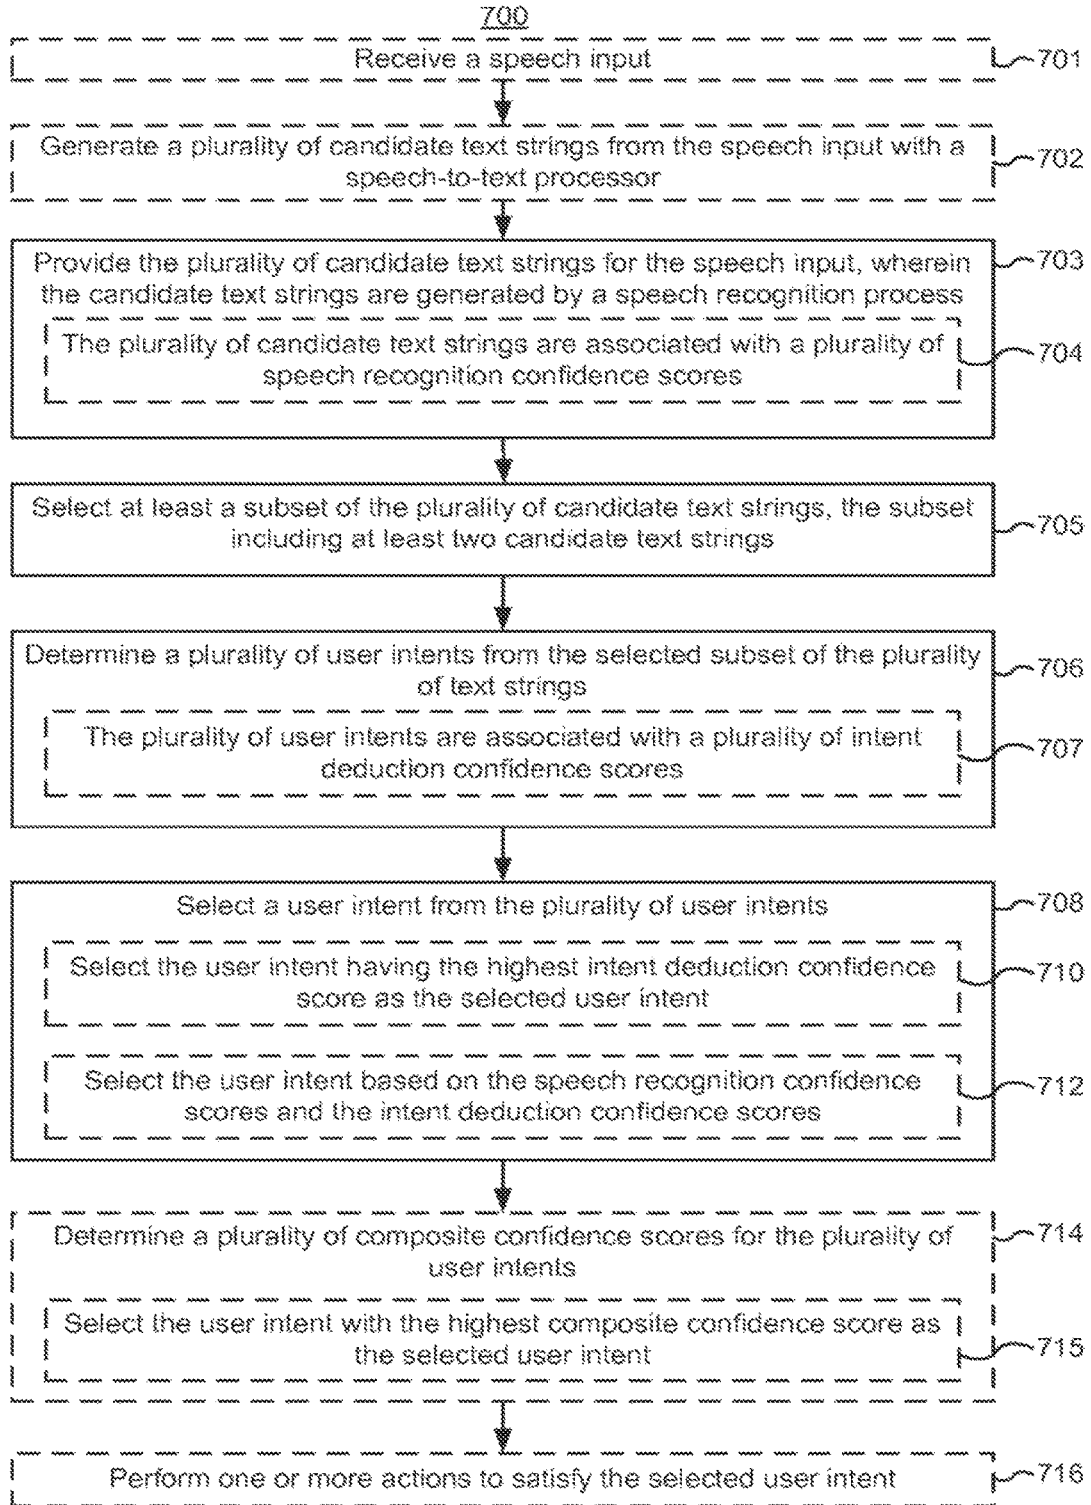 700
Receive a speech input
701
Generate a plurality of candidate text strings from the speech input with a
speech-to-text processor
702
Provide the plurality of candidate text strings for the speech input, wherein
the candidate text strings are generated by a speech recognition process
703
The plurality of candidate text strings are associated with a plurality of
speech recognition confidence scores
704
Select at least a subset of the plurality of candidate text strings, the subset
including at least two candidate text strings
705
Determine a plurality of user intents from the selected subset of the plurality
of text strings
706
The plurality of user intents are associated with a plurality of intent
deduction confidence scores
707
Select a user intent from the plurality of user intents
708
Select the user intent having the highest intent deduction confidence
score as the selected user intent
710
Select the user intent based on the speech recognition confidence
scores and the intent deduction confidence scores
712
Determine a plurality of composite confidence scores for the plurality of
user intents
714
Select the user intent with the highest composite confidence score as
the selected user intent
715
Perform one or more actions to satisfy the selected user intent
716